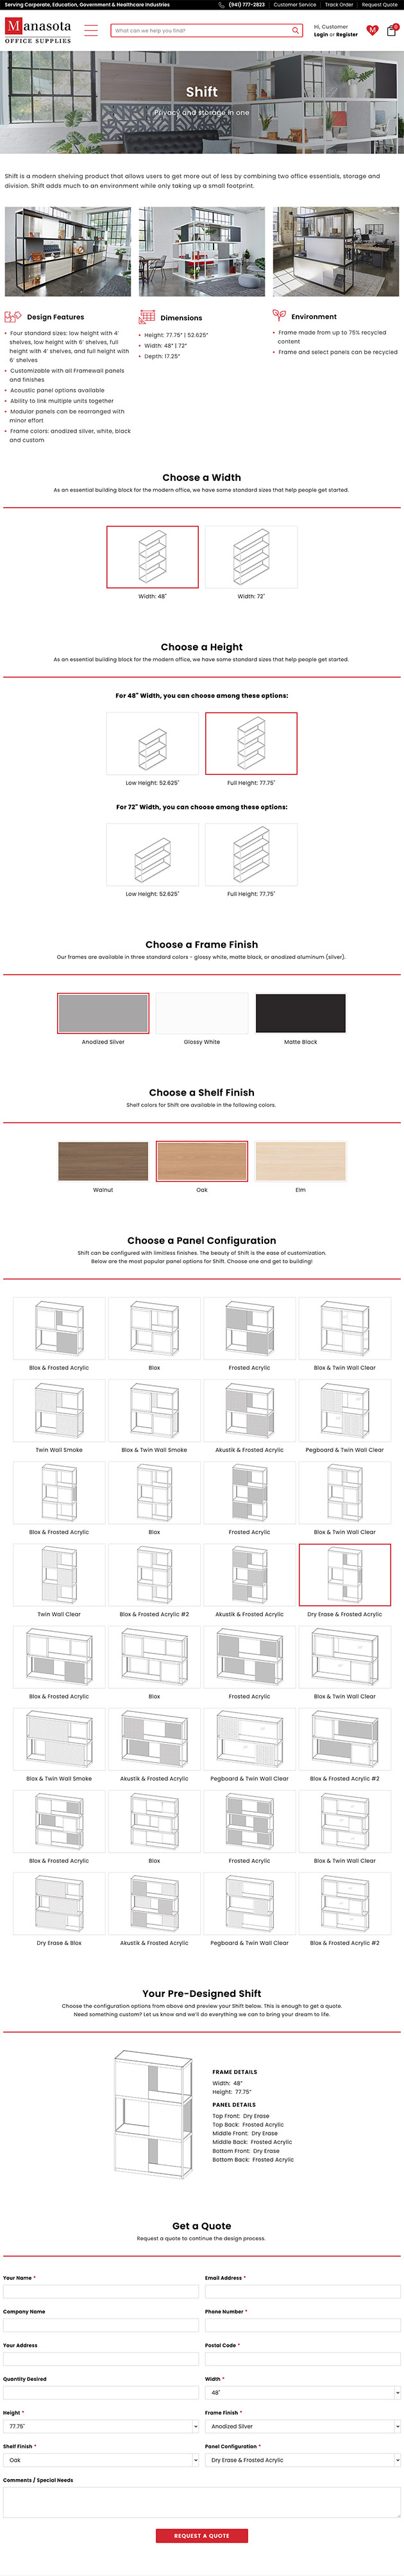 Serving Corporate, Education, Government & Healthcare Industries
(941) 777-2823 Customer Service Track Order Request Quote
Manasota
OFFICE SUPPLIES
What can we help you find?
Hi, Customer
Login or Register
M
0
Shift
Privacy and storage in one
Shift is a modern shelving product that allows users to get more out of less by combining two office essentials, storage and
division. Shift adds much to an environment while only taking up a small footprint.
Design Features
• Four standard sizes: low height with 4'
shelves, low height with 6' shelves, full
height with 4' shelves, and full height with
6' shelves
• Customizable with all Framewall panels
and finishes
• Acoustic panel options available
• Ability to link multiple units together
• Modular panels can be rearranged with
minor effort
• Frame colors: anodized silver, white, black
and custom
Dimensions
• Height: 77.75" | 52.625"
• Width: 48" | 72"
• Depth: 17.25"
Environment
• Frame made from up to 75% recycled
content
• Frame and select panels can be recycled
Choose a Width
As an essential building block for the modern office, we have some standard sizes that help people get started.
Width: 48"
Width: 72"
Choose a Height
As an essential building block for the modern office, we have some standard sizes that help people get started.
For 48" Width, you can choose among these options:
Low Height: 52.625"
Full Height: 77.75"
For 72" Width, you can choose among these options:
Low Height: 52.625"
Full Height: 77.75"
Choose a Frame Finish
Our frames are available in three standard colors - glossy white, matte black, or anodized aluminum (silver).
Anodized Silver
Glossy White
Matte Black
Choose a Shelf Finish
Shelf colors for Shift are available in the following colors.
Walnut
Oak
Elm
Choose a Panel Configuration
Shift can be configured with limitless finishes. The beauty of Shift is the ease of customization.
Below are the most popular panel options for Shift. Choose one and get to building!
Blox & Frosted Acrylic
Blox
Frosted Acrylic
Blox & Twin Wall Clear
Twin Wall Smoke
Blox & Twin Wall Smoke
Akustik & Frosted Acrylic
Pegboard & Twin Wall Clear
Blox & Frosted Acrylic
Blox
Frosted Acrylic
Blox & Twin Wall Clear
Twin Wall Clear
Blox & Frosted Acrylic #2
Akustik & Frosted Acrylic
Dry Erase & Frosted Acrylic
Blox & Frosted Acrylic
Blox
Frosted Acrylic
Blox & Twin Wall Clear
Blox & Twin Wall Smoke
Akustik & Frosted Acrylic
Pegboard & Twin Wall Clear
Blox & Frosted Acrylic #2
Blox & Frosted Acrylic
Blox
Frosted Acrylic
Blox & Twin Wall Clear
Dry Erase & Blox
Akustik & Frosted Acrylic
Pegboard & Twin Wall Clear
Blox & Frosted Acrylic #2
Your Pre-Designed Shift
Choose the configuration options from above and preview your Shift below. This is enough to get a quote.
Need something custom? Let us know and we'll do everything we can to bring your dream to life.
FRAME DETAILS
Width: 48"
Height: 77.75"
PANEL DETAILS
Top Front: Dry Erase
Top Back: Frosted Acrylic
Middle Front: Dry Erase
Middle Back: Frosted Acrylic
Bottom Front: Dry Erase
Bottom Back: Frosted Acrylic
Get a Quote
Request a quote to continue the design process.
Your Name *
Email Address *
Company Name
Phone Number *
Your Address
Postal Code *
Quantity Desired
Width *
48"
Height *
77.75"
Frame Finish *
Anodized Silver
Shelf Finish *
Oak
Panel Configuration *
Dry Erase & Frosted Acrylic
Comments / Special Needs
REQUEST A QUOTE